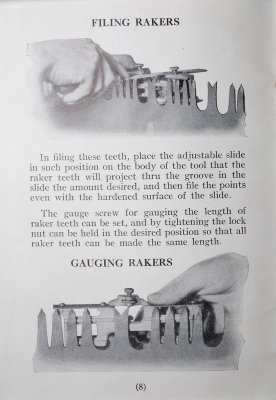 FILING RAKERS
In filing these teeth, place the adjustable slide
in such position on the body of the tool that the
raker teeth will project thru the groove in the
slide the amount desired, and then file the points
even with the hardened surface of the slide.
The gauge screw for gauging the length of
raker teeth can be set, and by tightening the lock
nut can be held in the desired position so that all
raker teeth can be made the same length.
GAUGING RAKERS
(8)